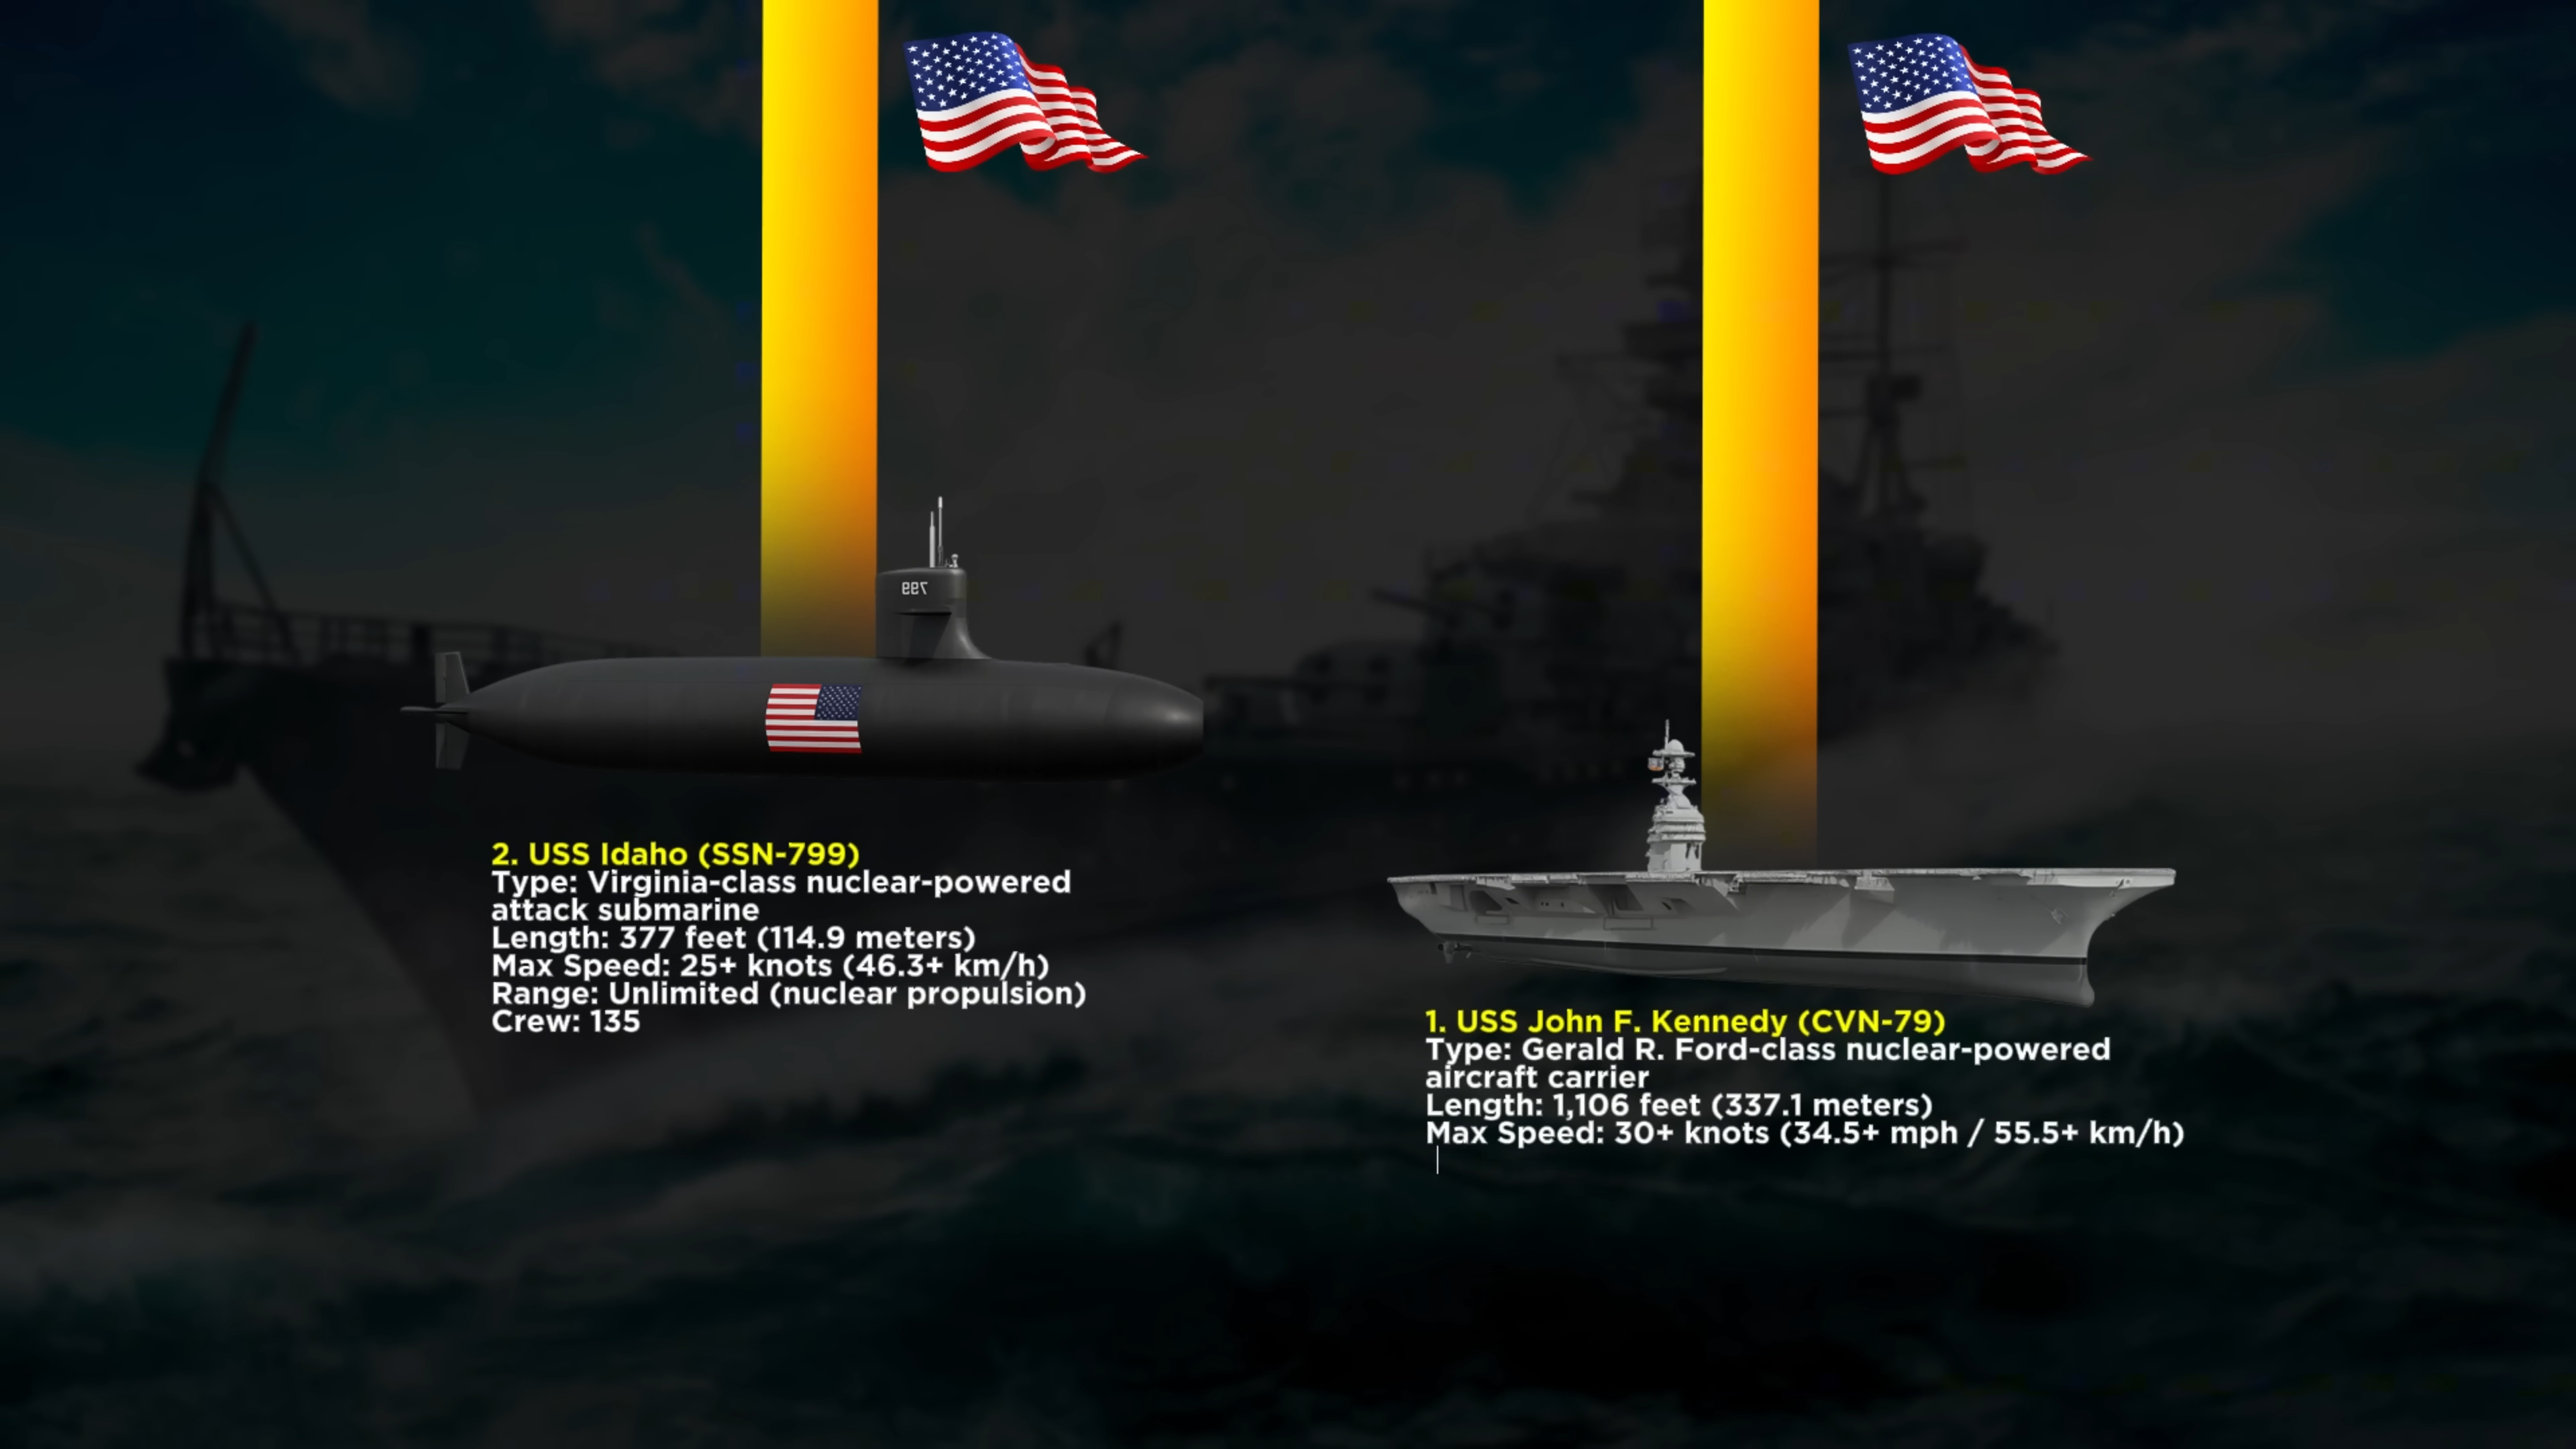 799
2. USS Idaho (SSN-799)
Type: Virginia-class nuclear-powered
attack submarine
Length: 377 feet (114.9 meters)
Max Speed: 25+ knots (46.3+ km/h)
Range: Unlimited (nuclear propulsion)
Crew: 135
1. USS John F. Kennedy (CVN-79)
Type: Gerald R. Ford-class nuclear-powered
aircraft carrier
Length: 1,106 feet (337.1 meters)
Max Speed: 30+ knots (34.5+ mph / 55.5+ km/h)